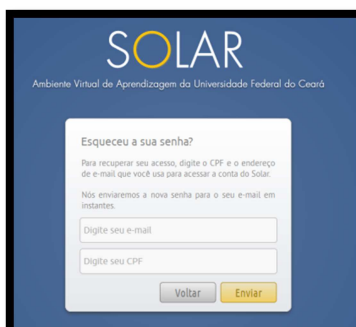 SOLAR
Ambiente Virtual de Aprendizagem da Universidade Federal do Ceará
Esqueceu a sua senha?
Para recuperar seu acesso, digite o CPF e o endereço
de e-mail que você usa para acessar a conta do Solar.
Nós enviaremos a nova senha para o seu e-mail em
instantes.
Digite seu e-mail
Digite seu CPF
Voltar Enviar